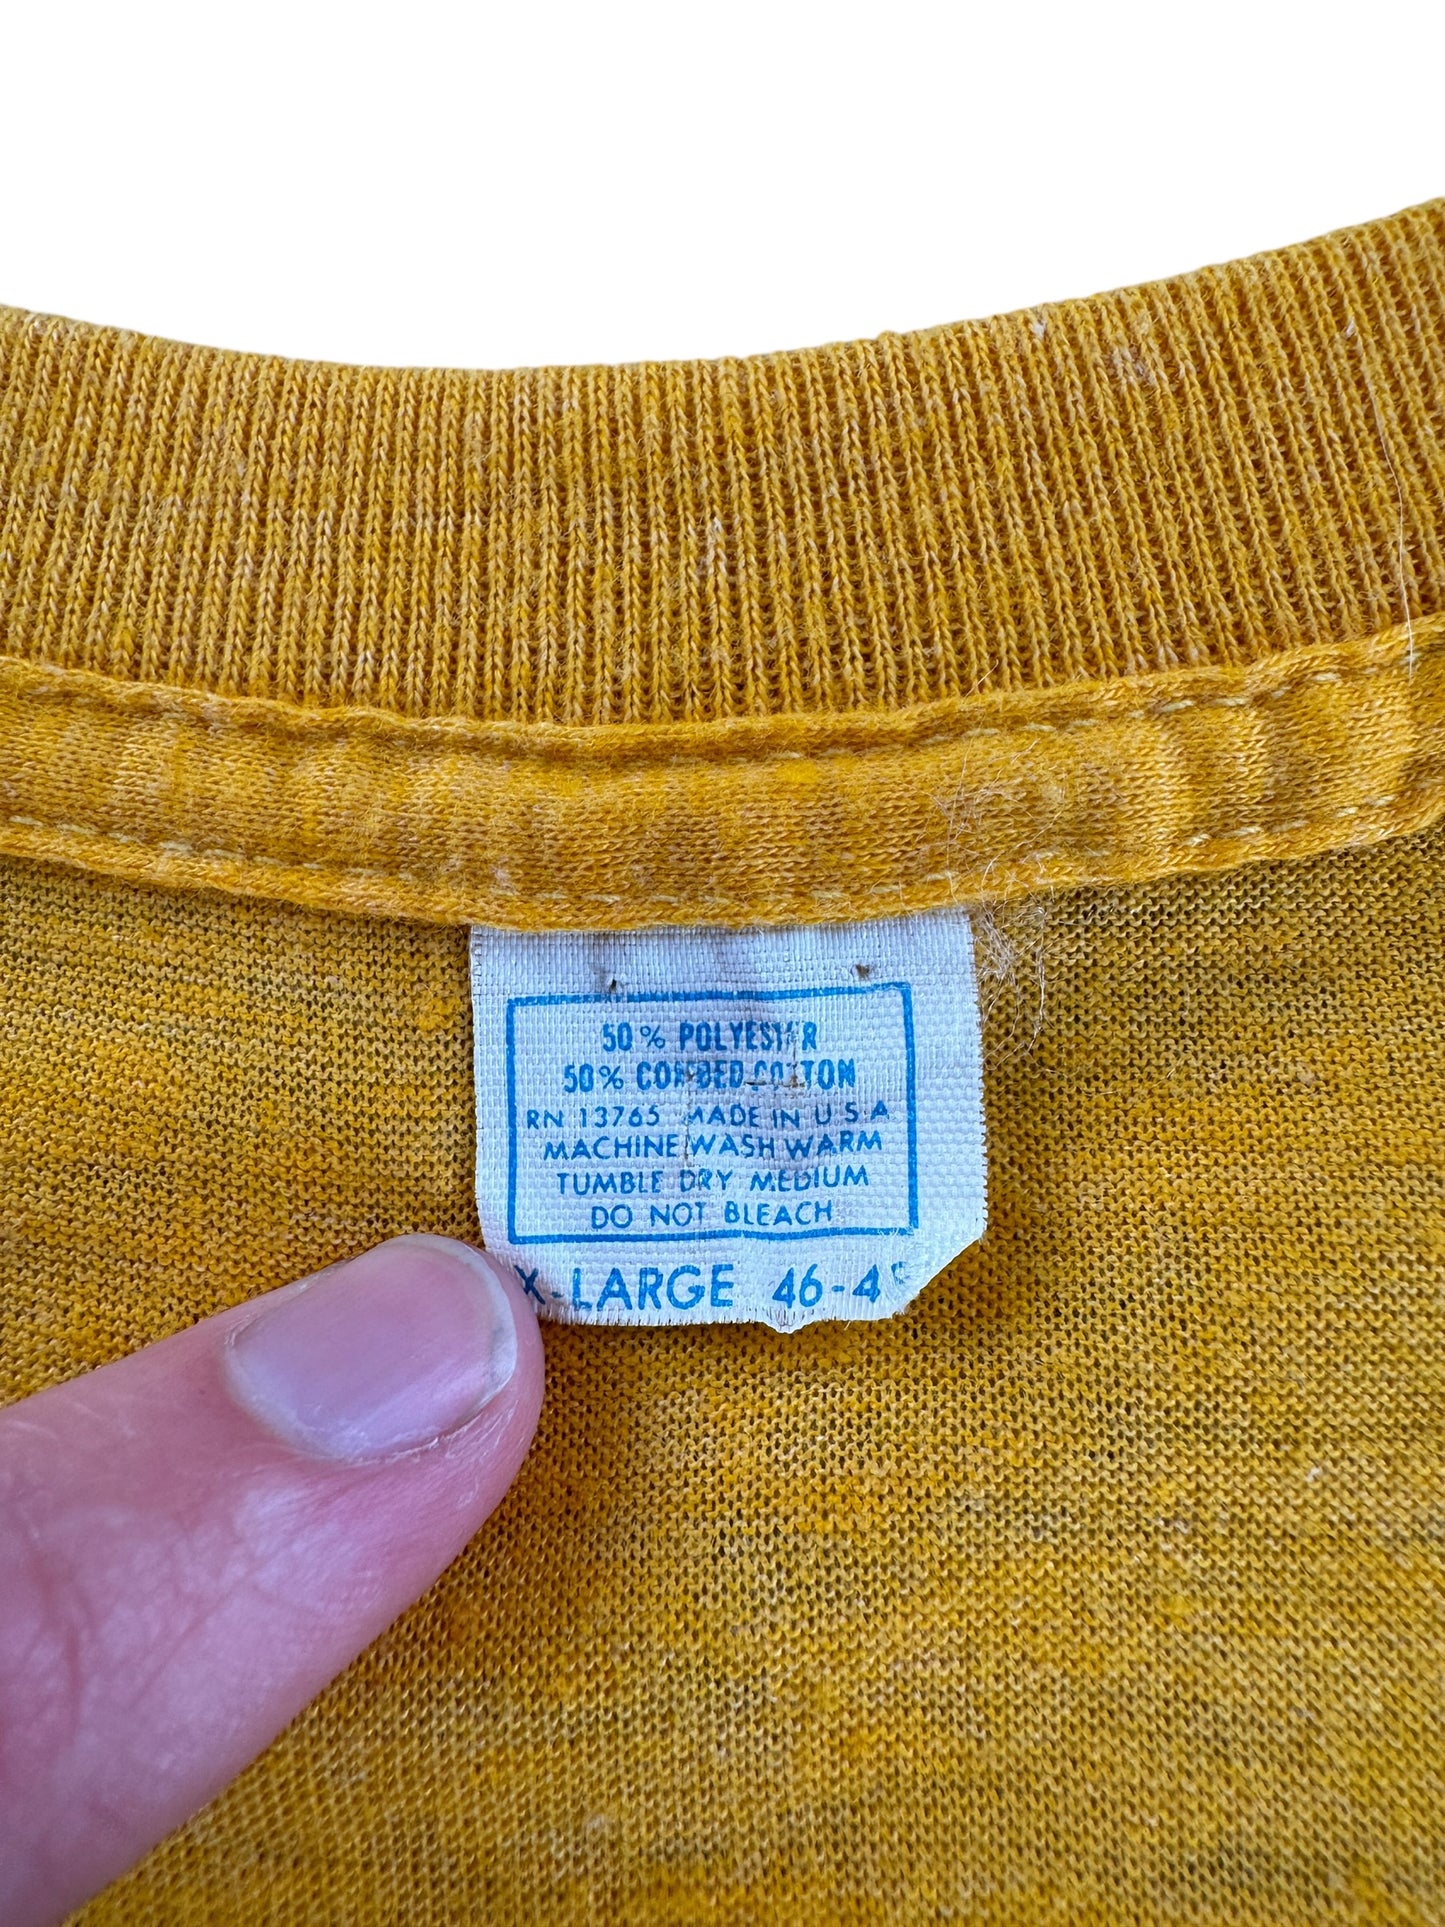 50% POLYESTER
50% COMBED COTTON
RN 13765 MADE IN U S A
MACHINE WASH WARM
TUMBLE DRY MEDIUM
DO NOT BLEACH
X-LARGE 46-4